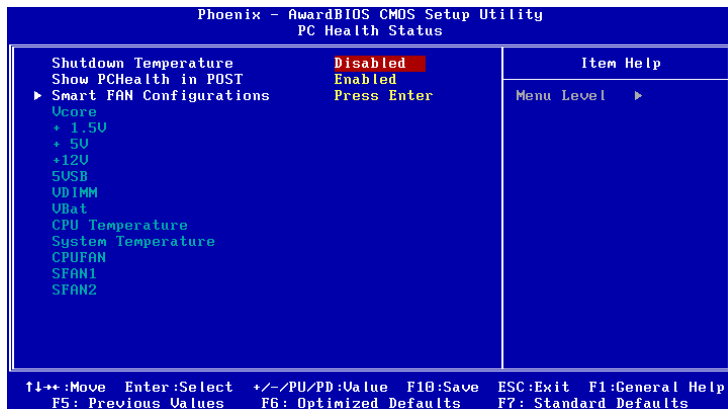 Phoenix - AwardBIOS CMOS Setup Utility
PC Health Status
Shutdown Temperature Disabled
Show PCHealth in POST Enabled
▶ Smart FAN Configurations Press Enter
Vcore
+ 1.5V
+ 5V
+12V
5VSB
VDIMM
VBat
CPU Temperature
System Temperature
CPUFAN
SFAN1
SFAN2
Item Help
Menu Level ▶
↑↓→←:Move Enter:Select +/-/PU/PD:Value F10:Save ESC:Exit F1:General Help
F5: Previous Values F6: Optimized Defaults F7: Standard Defaults